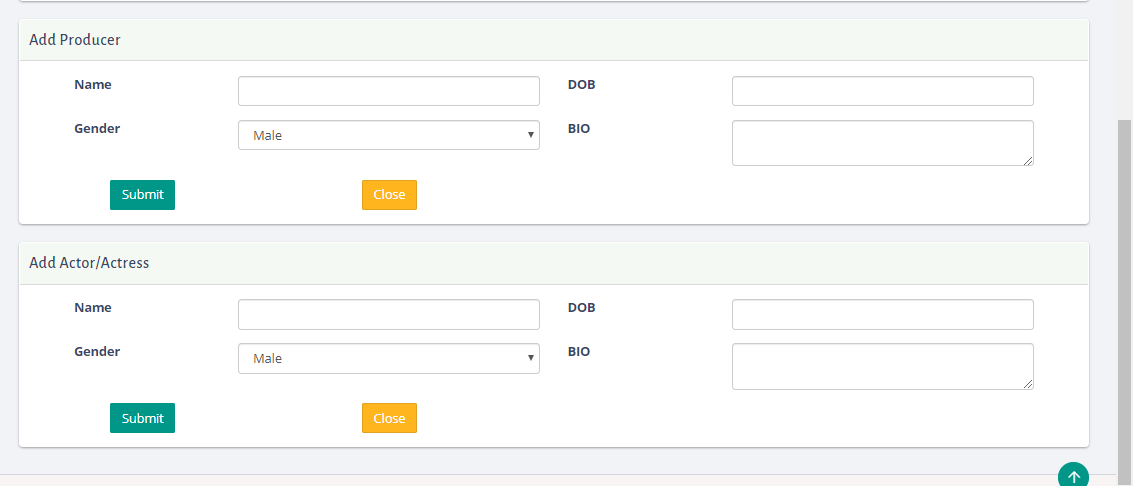 Add Producer
Name DOB
Gender Male BIO
Submit Close
Add Actor/Actress
Name DOB
Gender Male BIO
Submit Close